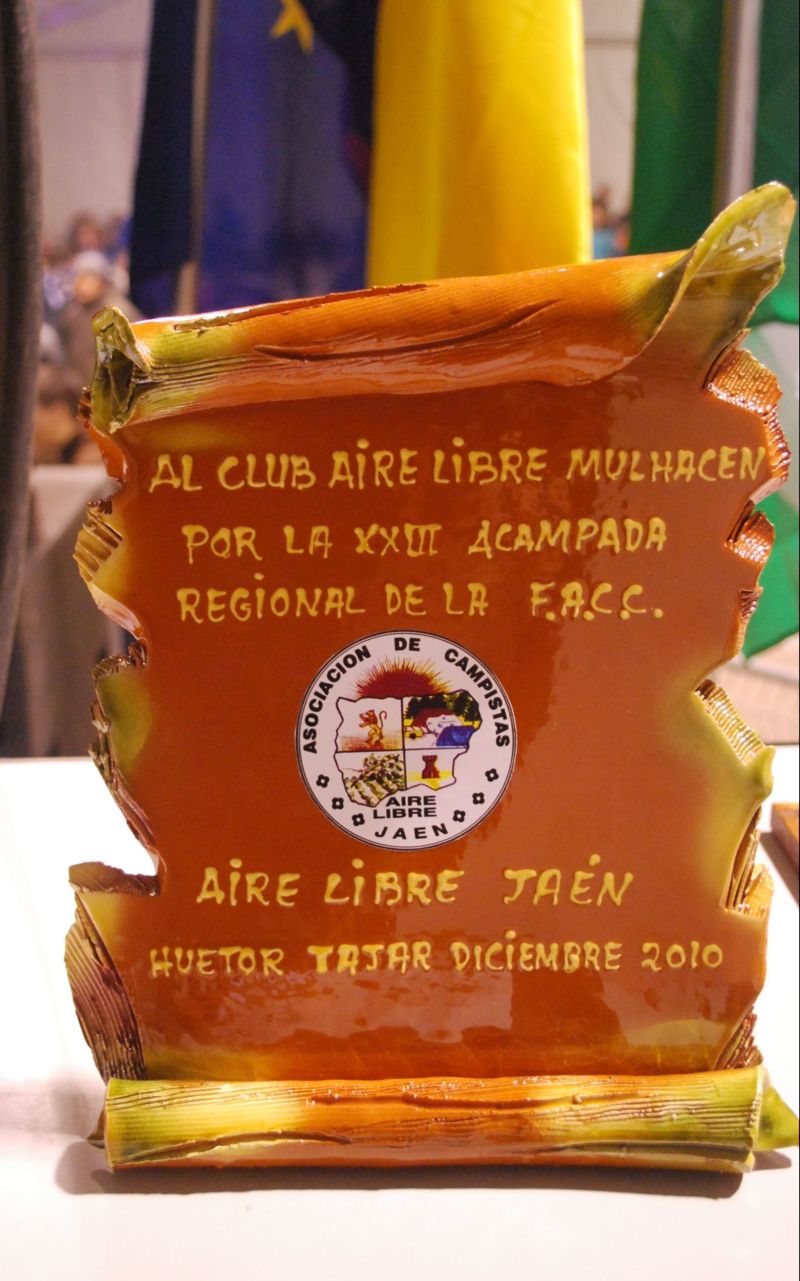 AL CLUB AiRE LiBRE MULHACEN
POR LA XXIII ACAMPADA
REGIONAL DE LA F.A.C.C.
ASOCIACION DE CAMPISTAS
AIRE
LIBRE
JAEN
AiRE LiBRE JAÉN
HUETOR TAJAR DICIEMBRE 2010